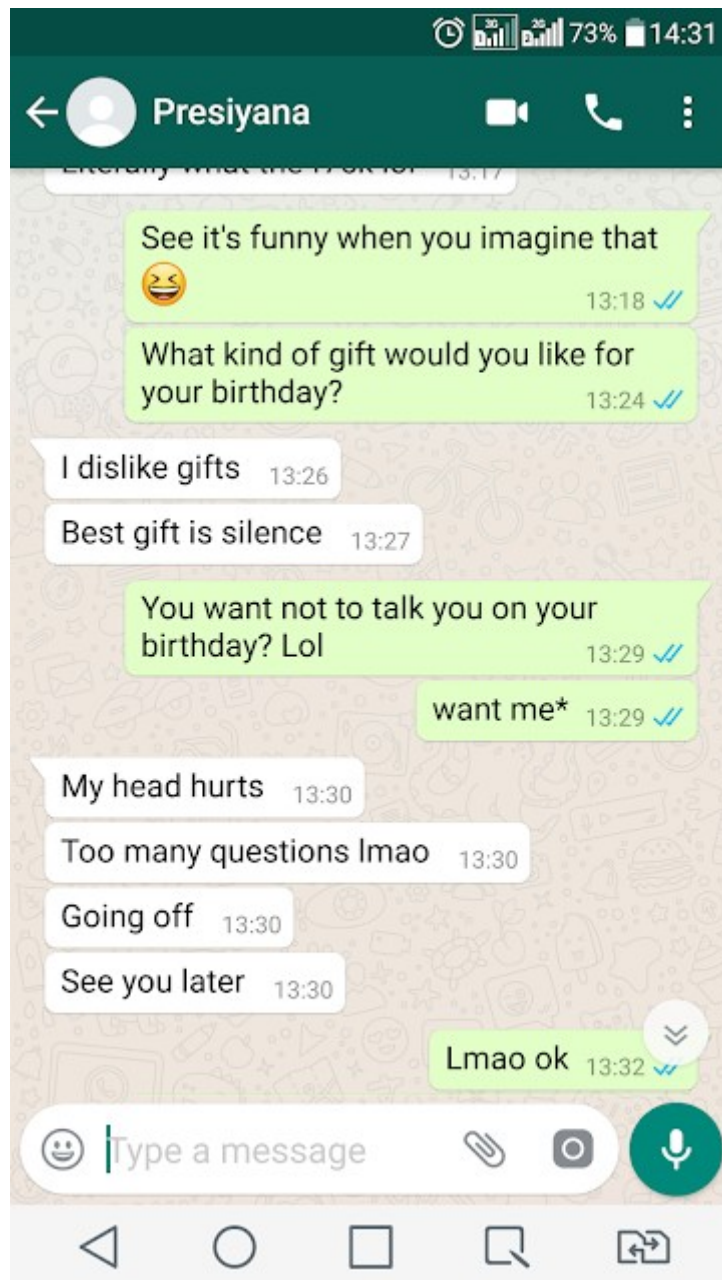 73% 14:31
Presiyana
13:17
See it's funny when you imagine that
13:18
What kind of gift would you like for
your birthday?
13:24
I dislike gifts 13:26
Best gift is silence 13:27
You want not to talk you on your
birthday? Lol
13:29
want me* 13:29
My head hurts 13:30
Too many questions lmao 13:30
Going off 13:30
See you later 13:30
Lmao ok 13:32
Type a message